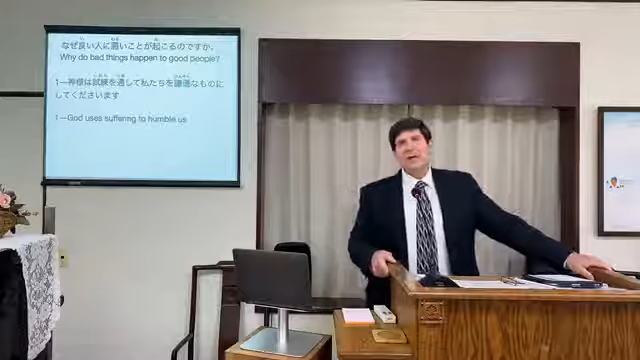 なぜ良い人に悪いことが起こるのですか。
Why do bad things happen to good people?
1—神様は試練を通して私たちを謙遜なものに
してくださいます
1—God uses suffering to humble us